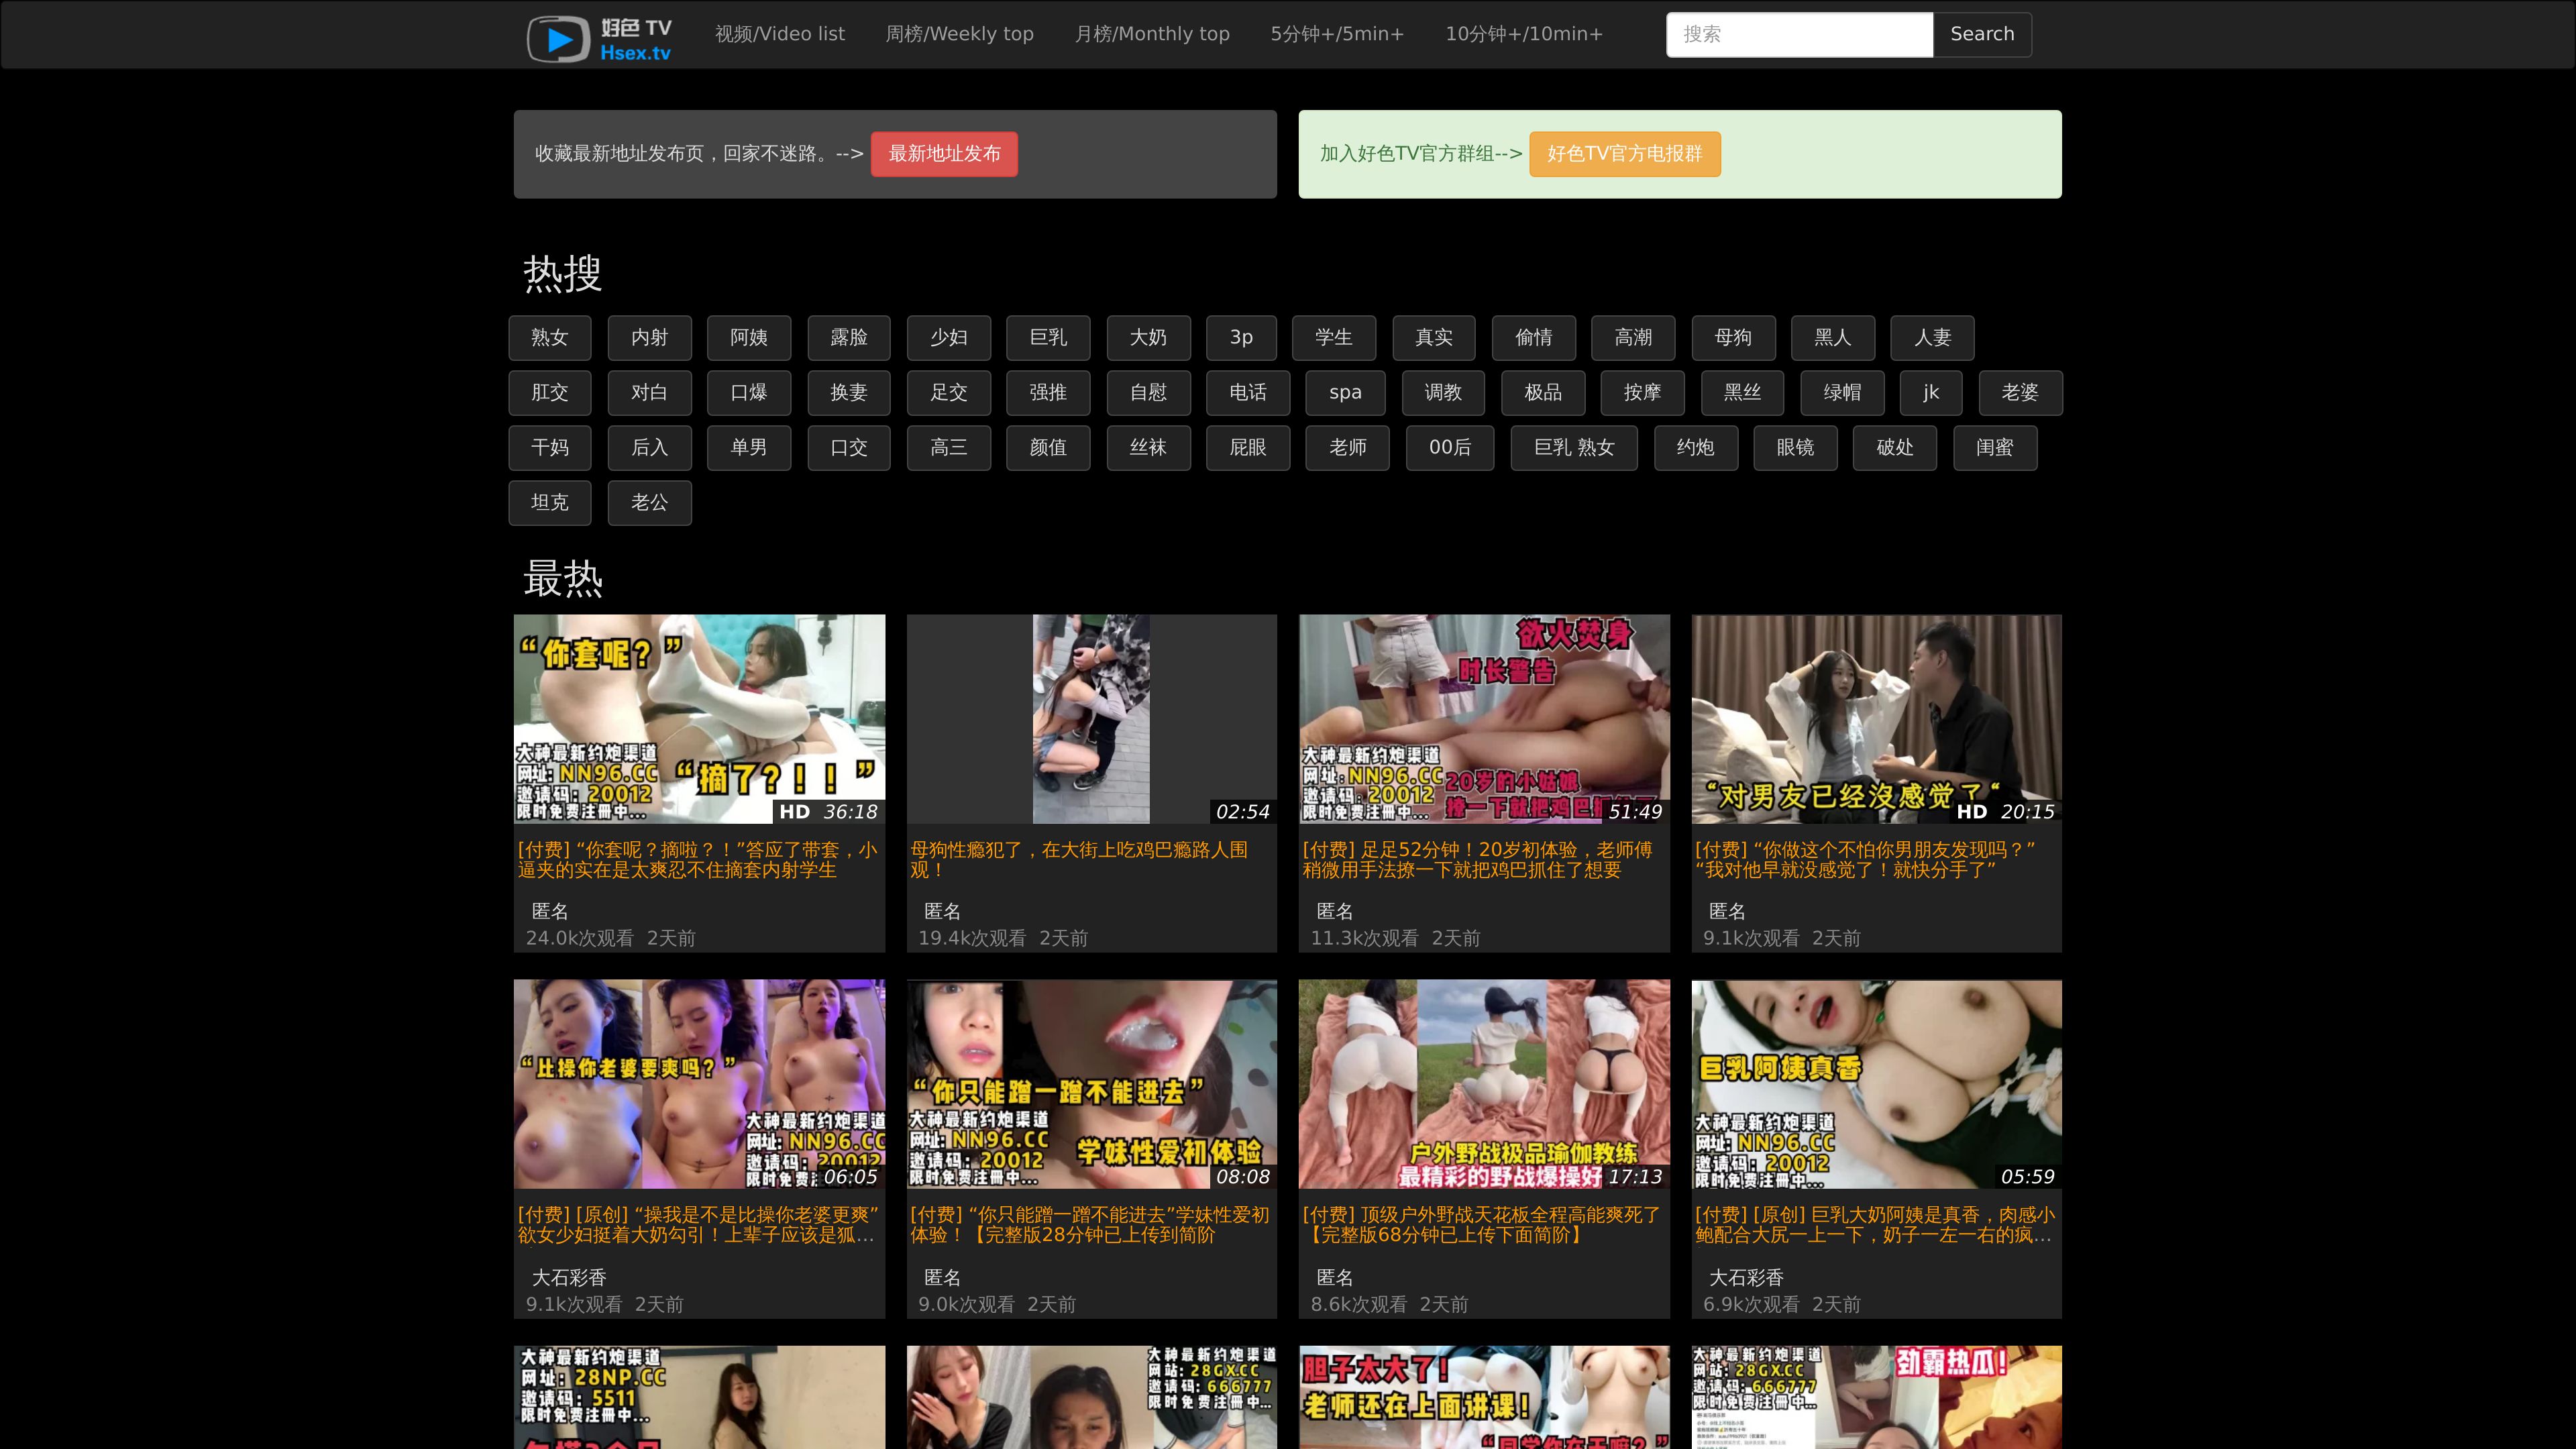 好色 TV
Hsex.tv
视频/Video list
周榜/Weekly top
月榜/Monthly top
5分钟+/5min+
10分钟+/10min+
搜索
Search
收藏最新地址发布页，回家不迷路。-->
最新地址发布
加入好色TV官方群组-->
好色TV官方电报群
热搜
熟女 内射 阿姨 露脸 少妇 巨乳 大奶 3p 学生 真实 偷情 高潮 母狗 黑人 人妻
肛交 对白 口爆 换妻 足交 强推 自慰 电话 spa 调教 极品 按摩 黑丝 绿帽 jk 老婆
干妈 后入 单男 口交 高三 颜值 丝袜 屁眼 老师 00后 巨乳 熟女 约炮 眼镜 破处 闺蜜
坦克 老公
最热
“你套呢？”
大神最新约炮渠道
网址: NN96.CC
邀请码: 20012
限时免费注册中...
“摘了？！！”
HD 36:18
[付费] “你套呢？摘啦？！”答应了带套，小
逼夹的实在是太爽忍不住摘套内射学生
匿名
24.0k次观看 2天前
02:54
母狗性瘾犯了，在大街上吃鸡巴瘾路人围
观！
匿名
19.4k次观看 2天前
欲火焚身
时长警告
大神最新约炮渠道
网址: NN96.CC
邀请码: 20012
限时免费注册中...
20岁的小姑娘
撩一下就把鸡巴
51:49
[付费] 足足52分钟！20岁初体验，老师傅
稍微用手法撩一下就把鸡巴抓住了想要
匿名
11.3k次观看 2天前
“对男友已经沒感觉了“
HD 20:15
[付费] “你做这个不怕你男朋友发现吗？”
“我对他早就没感觉了！就快分手了”
匿名
9.1k次观看 2天前
“比操你老婆要爽吗？”
大神最新约炮渠道
网址: NN96.CC
邀请码: 20012
限时免费注
06:05
[付费] [原创] “操我是不是比操你老婆更爽”
欲女少妇挺着大奶勾引！上辈子应该是狐…
大石彩香
9.1k次观看 2天前
“你只能蹭一蹭不能进去”
大神最新约炮渠道
网址: NN96.CC
邀请码: 20012
限时免费注册中...
学妹性爱初体验
08:08
[付费] “你只能蹭一蹭不能进去”学妹性爱初
体验！【完整版28分钟已上传到简阶
匿名
9.0k次观看 2天前
户外野战极品瑜伽教练
最精彩的野战爆操好
17:13
[付费] 顶级户外野战天花板全程高能爽死了
【完整版68分钟已上传下面简阶】
匿名
8.6k次观看 2天前
巨乳阿姨真香
大神最新约炮渠道
网址: NN96.CC
邀请码: 20012
限时免费注册中...
05:59
[付费] [原创] 巨乳大奶阿姨是真香，肉感小
鲍配合大尻一上一下，奶子一左一右的疯…
大石彩香
6.9k次观看 2天前
大神最新约炮渠道
网址: 28NP.CC
邀请码: 5511
限时免费注册中...
大神最新约炮渠道
网站: 28GX.CC
邀请码: 666777
限时免费注册中...
胆子太大了！
老师还在上面讲课！
大神最新约炮渠道
网站: 28GX.CC
邀请码: 666777
限时免费注册中...
劲霸热瓜！